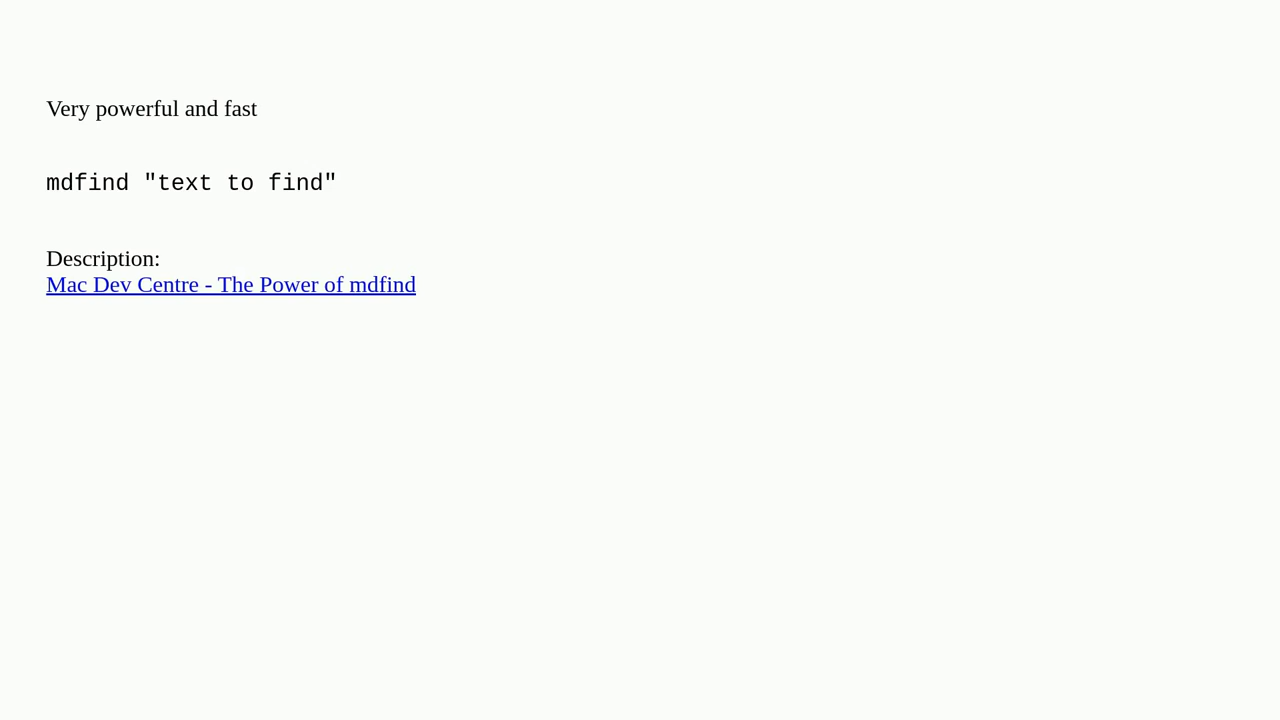 Very powerful and fast
mdfind "text to find"
Description:
Mac Dev Centre - The Power of mdfind